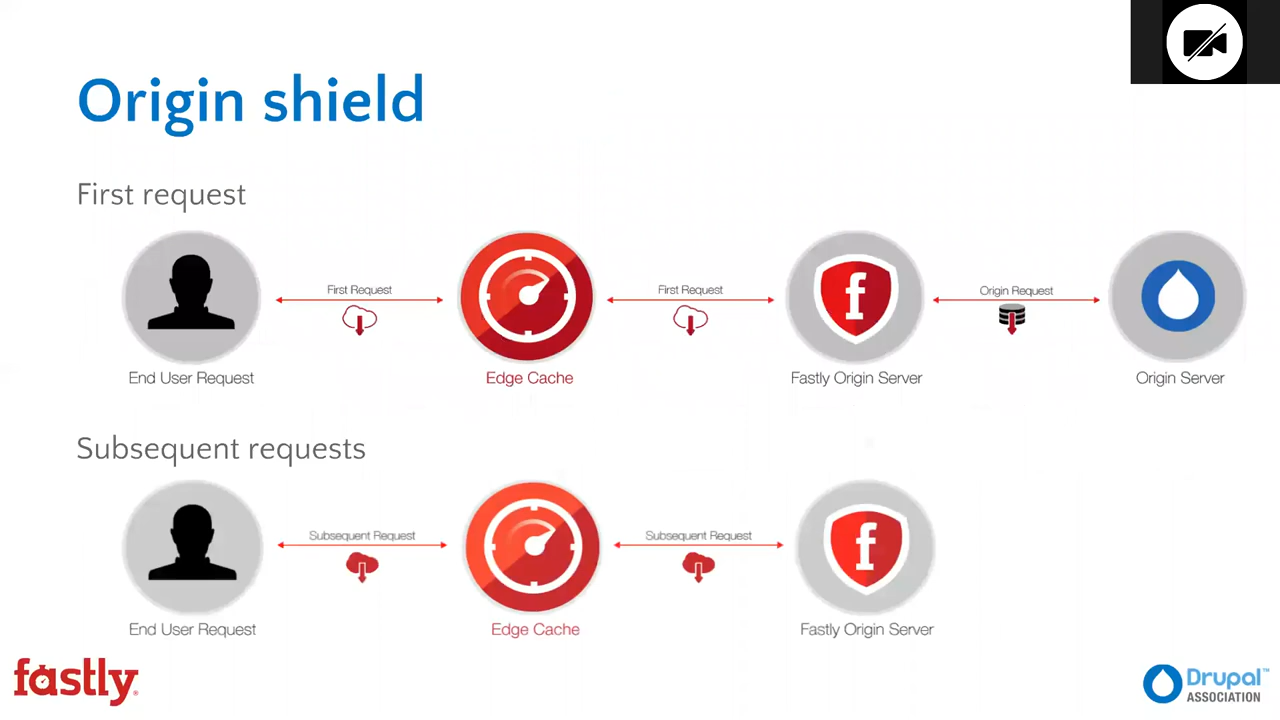 Origin shield
First request
First Request
First Request
Origin Request
End User Request
Edge Cache
Fastly Origin Server
Origin Server
Subsequent requests
Subsequent Request
Subsequent Request
End User Request
Edge Cache
Fastly Origin Server
fastly®
Drupal™
ASSOCIATION